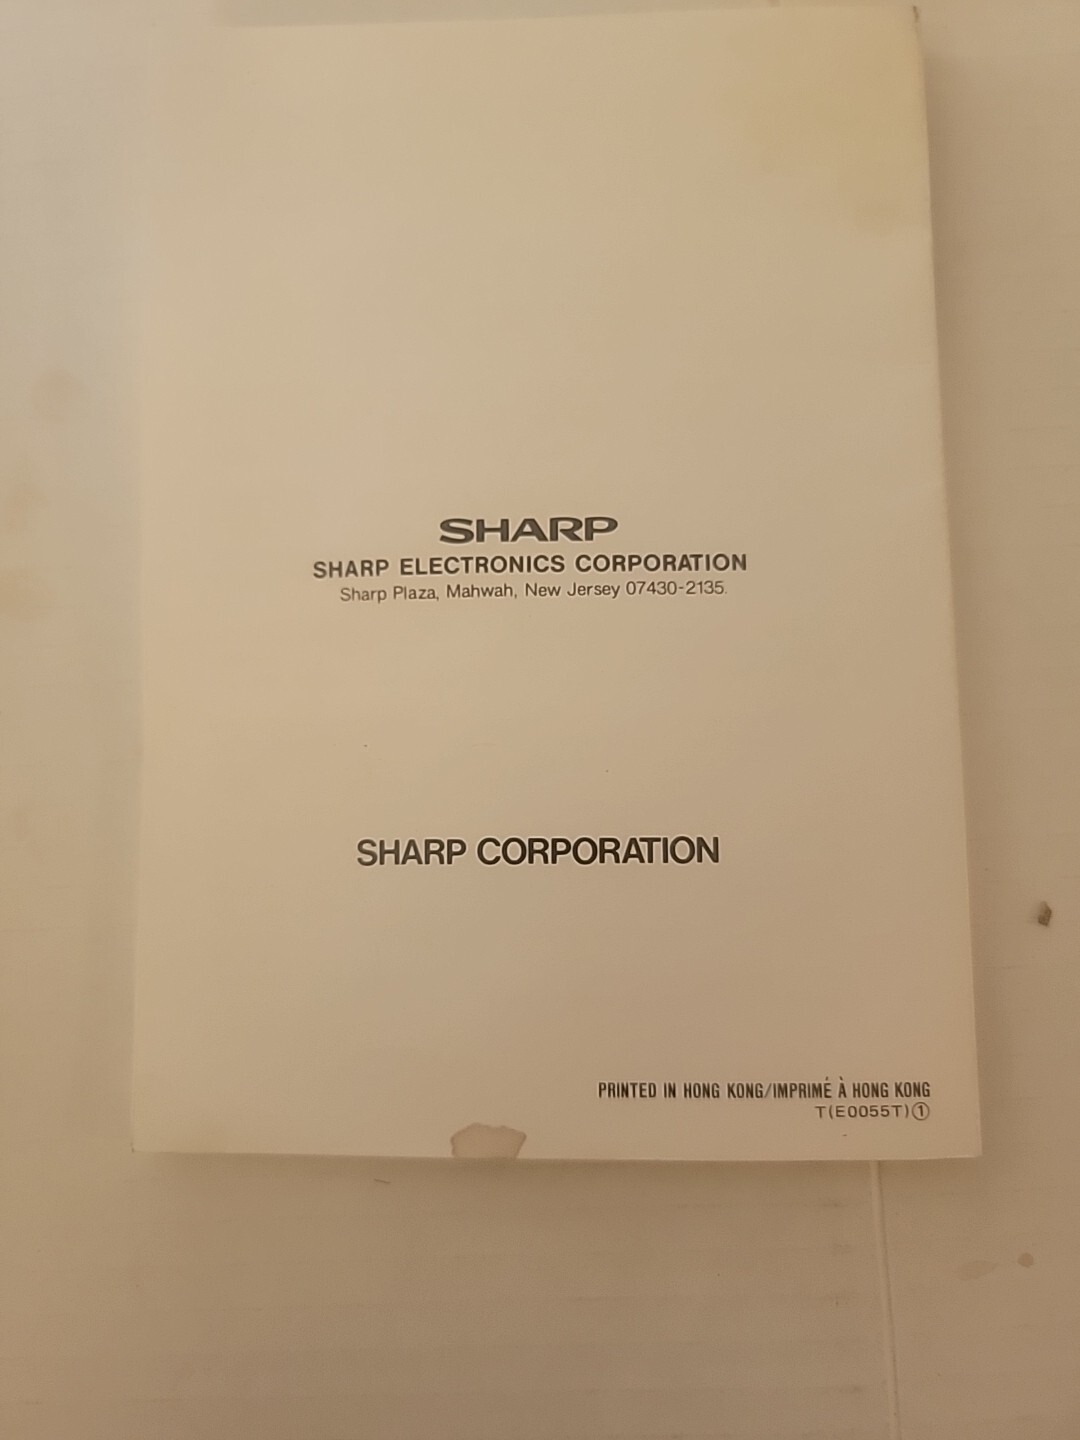 SHARP
SHARP ELECTRONICS CORPORATION
Sharp Plaza, Mahwah, New Jersey 07430-2135.
SHARP CORPORATION
PRINTED IN HONG KONG/IMPRIMÉ À HONG KONG
T(E0055T)①